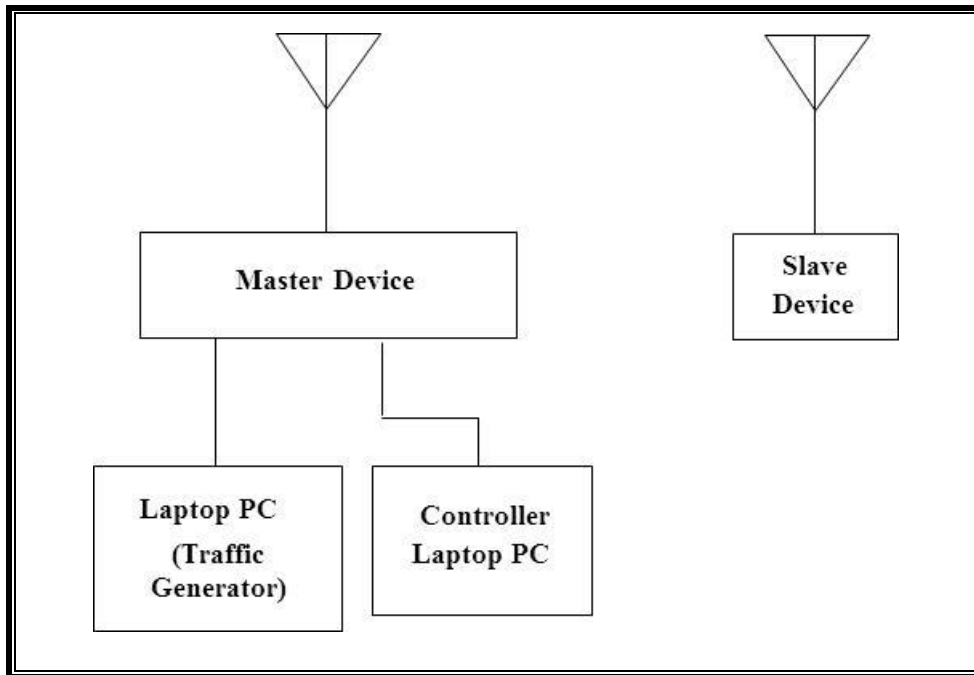 Master Device
Slave
Device
Laptop PC
(Traffic
Generator)
Controller
Laptop PC